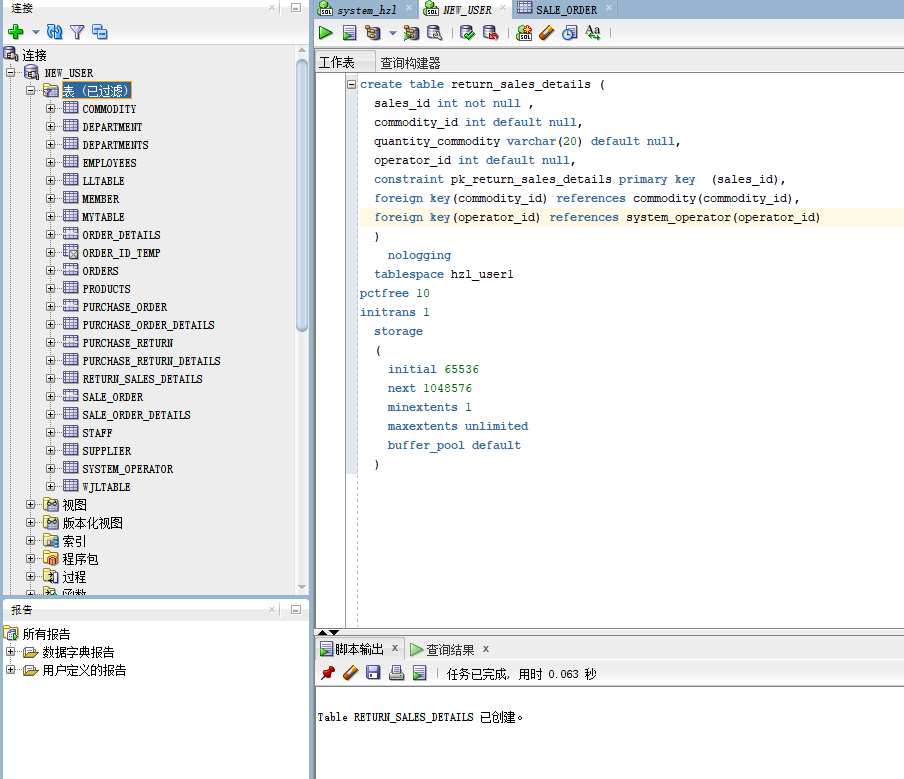 连接
连接
NEW_USER
表 (已过滤)
COMMODITY
DEPARTMENT
DEPARTMENTS
EMPLOYEES
LLTABLE
MEMBER
MYTABLE
ORDER_DETAILS
ORDER_ID_TEMP
ORDERS
PRODUCTS
PURCHASE_ORDER
PURCHASE_ORDER_DETAILS
PURCHASE_RETURN
PURCHASE_RETURN_DETAILS
RETURN_SALES_DETAILS
SALE_ORDER
SALE_ORDER_DETAILS
STAFF
SUPPLIER
SYSTEM_OPERATOR
WJLTABLE
视图
版本化视图
索引
程序包
过程
函数
报告
所有报告
数据字典报告
用户定义的报告
system_hzl NEW_USER SALE_ORDER
工作表 查询构建器
create table return_sales_details (
sales_id int not null ,
commodity_id int default null,
quantity_commodity varchar(20) default null,
operator_id int default null,
constraint pk_return_sales_details primary key  (sales_id),
foreign key(commodity_id) references commodity(commodity_id),
foreign key(operator_id) references system_operator(operator_id)
)
nologging
tablespace hzl_user1
pctfree 10
initrans 1
storage
(
initial 65536
next 1048576
minextents 1
maxextents unlimited
buffer_pool default
)
脚本输出 x 查询结果 x
任务已完成, 用时 0.063 秒
Table RETURN_SALES_DETAILS 已创建。